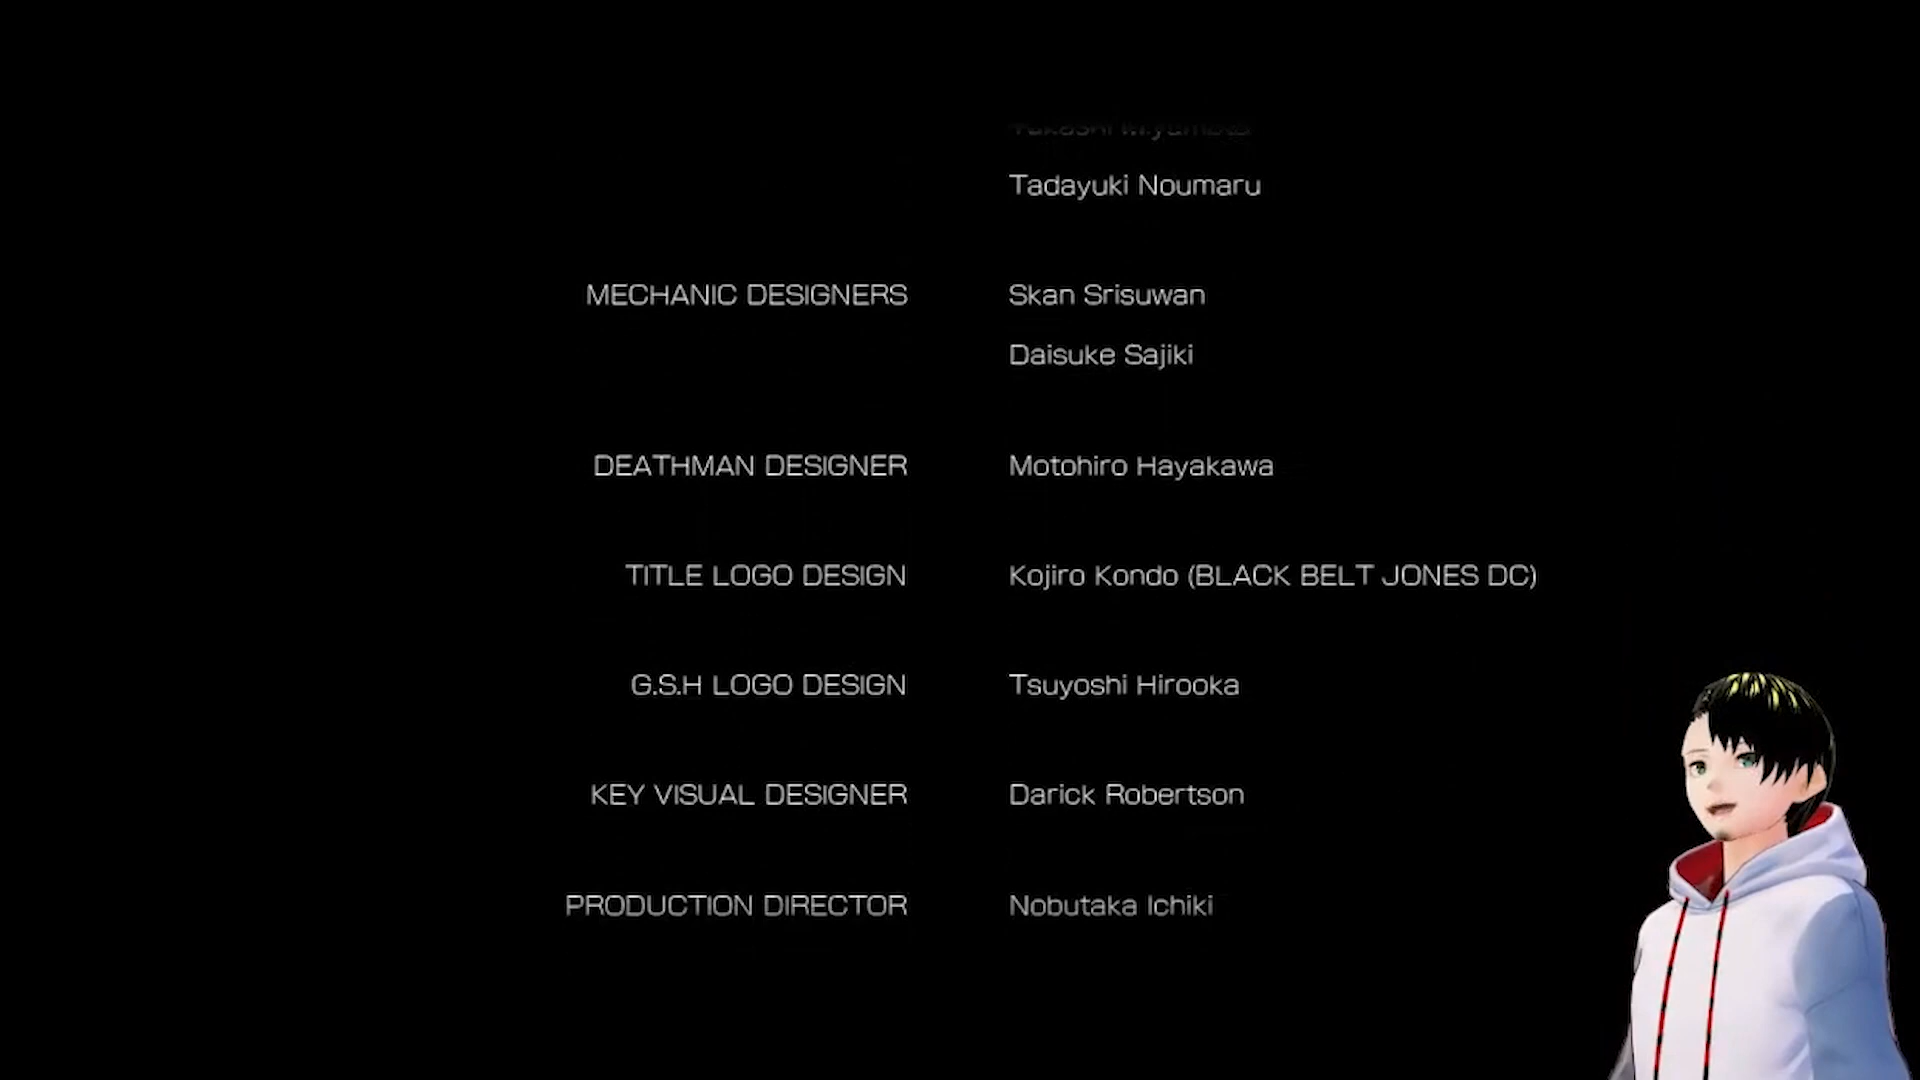 Tadayuki Noumaru
MECHANIC DESIGNERS Skan Srisuwan
Daisuke Sajiki
DEATHMAN DESIGNER Motohiro Hayakawa
TITLE LOGO DESIGN Kojiro Kondo (BLACK BELT JONES DC)
G.S.H LOGO DESIGN Tsuyoshi Hirooka
KEY VISUAL DESIGNER Darick Robertson
PRODUCTION DIRECTOR Nobutaka Ichiki